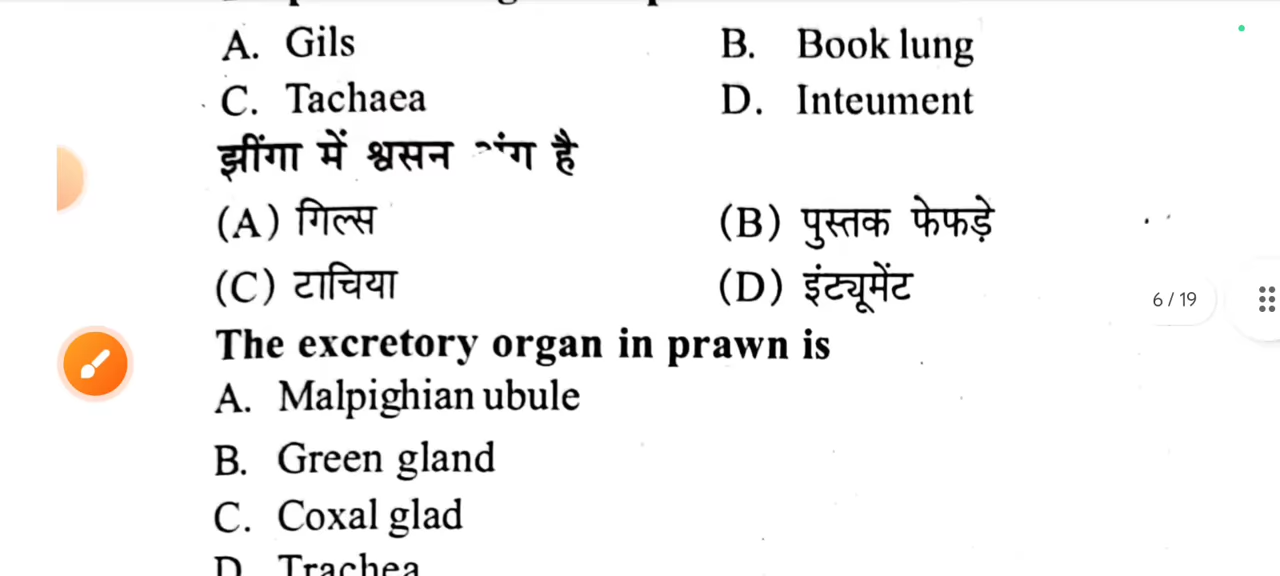 A. Gils
B. Book lung
C. Tachaea
D. Inteument
झींगा में श्वसन है
(A) गिल्स
(B) पुस्तक फेफड़े
(C) टाचिया
(D) इंट्यूमेंट
6 / 19
The excretory organ in prawn is
A. Malpighian ubule
B. Green gland
C. Coxal glad
D. Trachea